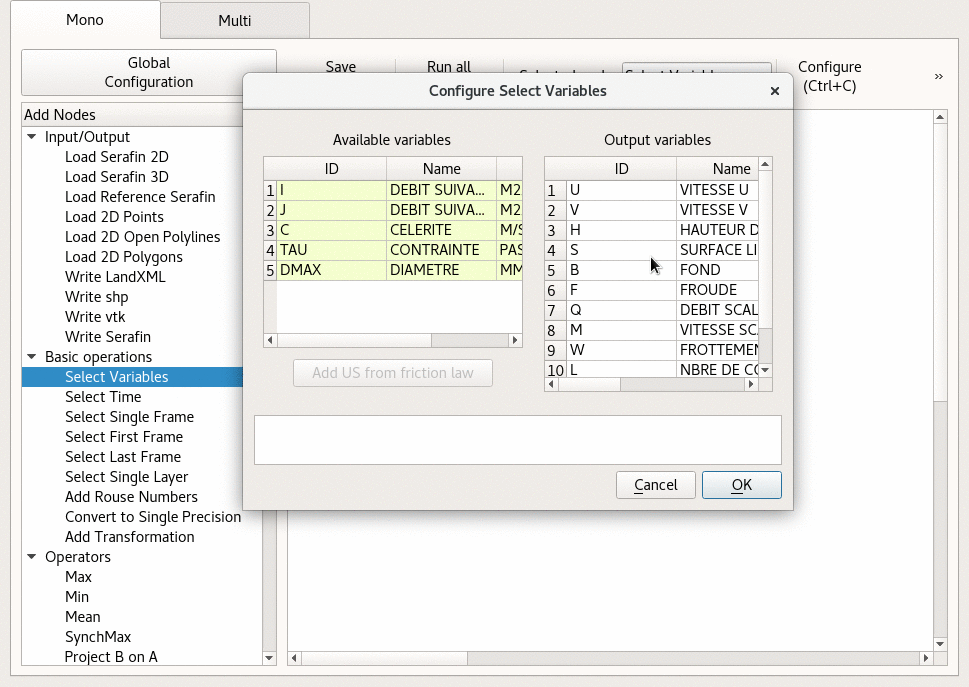 Mono
Multi
Global
Configuration
Save
Run all
Configure
(Ctrl+C)
»
Add Nodes
Input/Output
Load Serafin 2D
Load Serafin 3D
Load Reference Serafin
Load 2D Points
Load 2D Open Polylines
Load 2D Polygons
Write LandXML
Write shp
Write vtk
Write Serafin
Basic operations
Select Variables
Select Time
Select Single Frame
Select First Frame
Select Last Frame
Select Single Layer
Add Rouse Numbers
Convert to Single Precision
Add Transformation
Operators
Max
Min
Mean
SynchMax
Project B on A
Configure Select Variables
Available variables
ID Name
1 I DEBIT SUIVA... M2
2 J DEBIT SUIVA... M2
3 C CELERITE M/S
4 TAU CONTRAINTE PAS
5 DMAX DIAMETRE MM
Add US from friction law
Output variables
ID Name
1 U VITESSE U
2 V VITESSE V
3 H HAUTEUR D
4 S SURFACE LI
5 B FOND
6 F FROUDE
7 Q DEBIT SCAL
8 M VITESSE SC
9 W FROTTEMEN
10 L NBRE DE CO
Cancel
OK